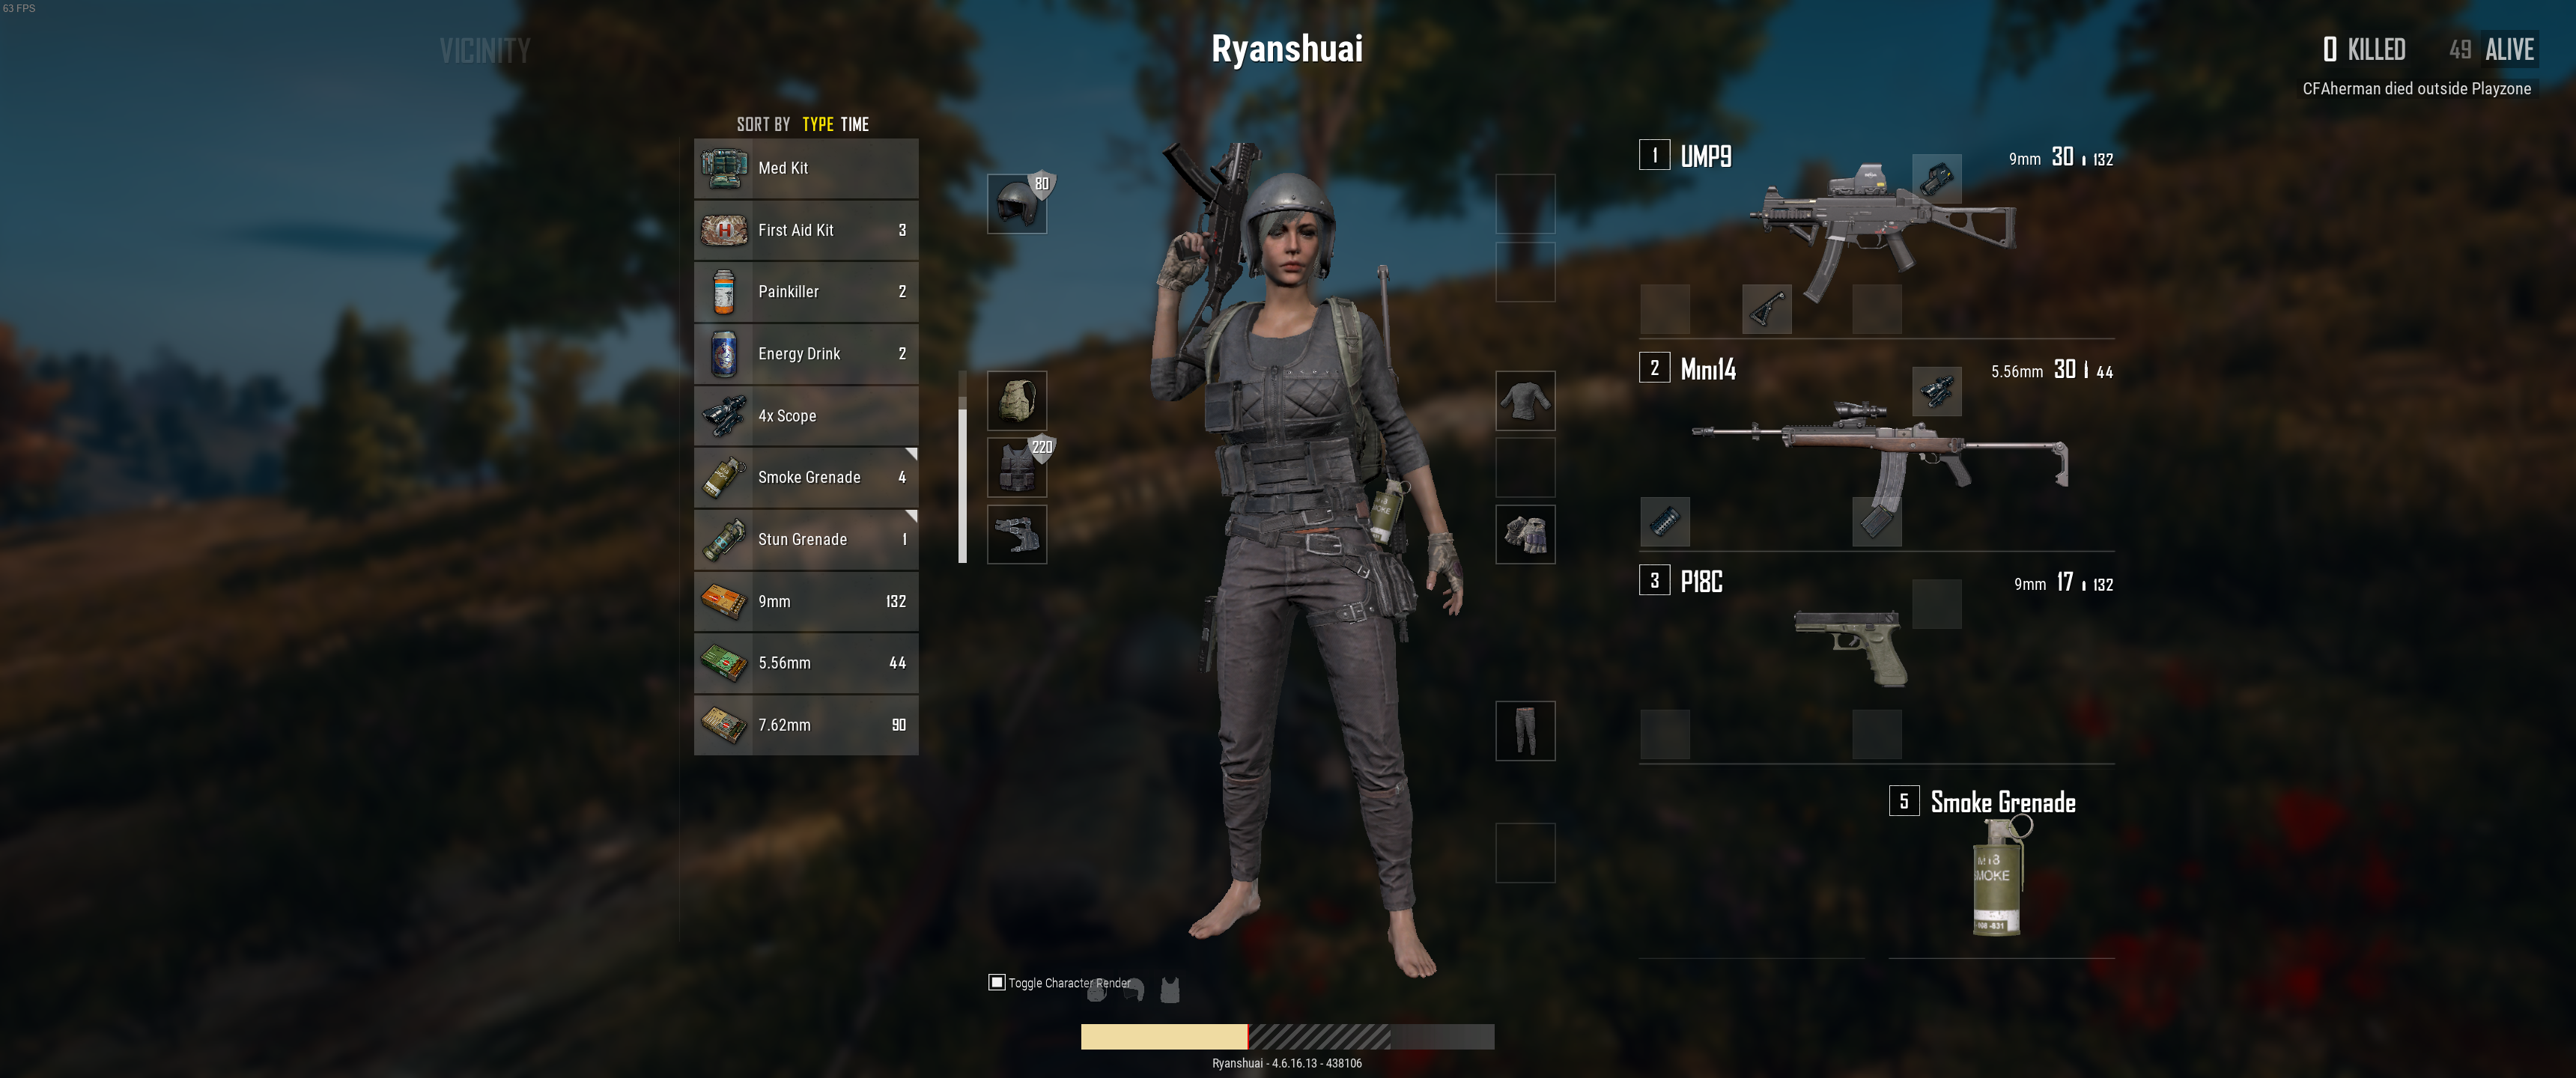 63 FPS
VICINITY
Ryanshuai
0 KILLED 49 ALIVE
CFAherman died outside Playzone
SORT BY TYPE TIME
Med Kit
First Aid Kit 3
Painkiller 2
Energy Drink 2
4x Scope
Smoke Grenade 4
Stun Grenade 1
9mm 132
5.56mm 44
7.62mm 90
80
220
1 UMP9 9mm 30 132
2 Mini14 5.56mm 30 44
3 P18C 9mm 17 132
5 Smoke Grenade
M18
SMOKE
Toggle Character Render
Ryanshuai - 4.6.16.13 - 438106